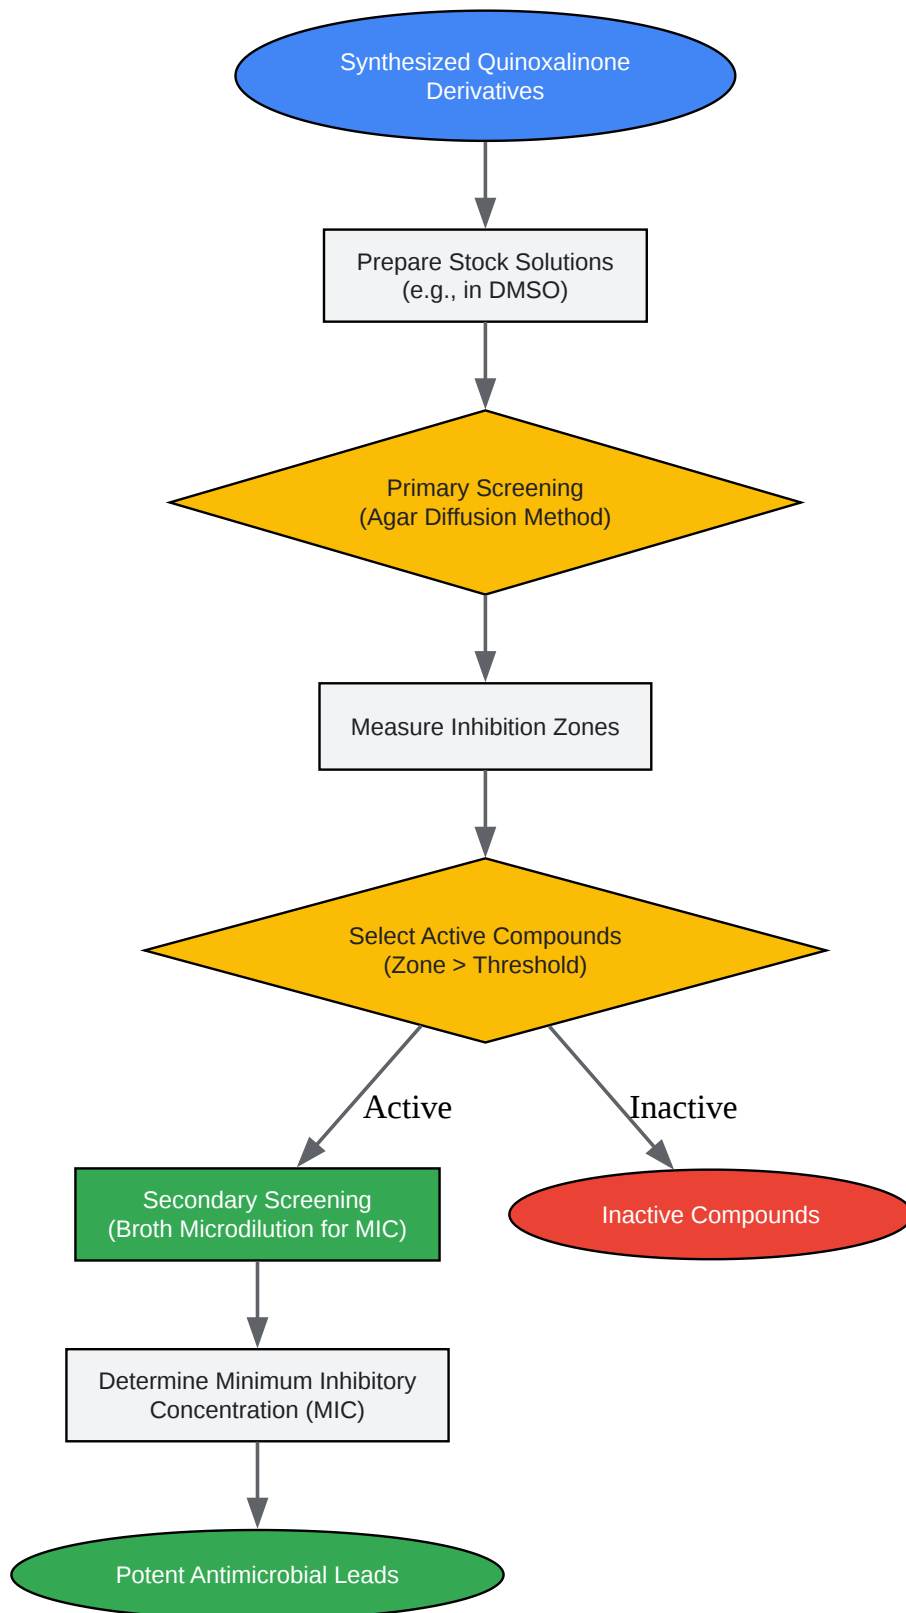 Synthesized Quinoxalinone
Derivatives
Prepare Stock Solutions
(e.g., in DMSO)
Primary Screening
(Agar Diffusion Method)
Measure Inhibition Zones
Select Active Compounds
(Zone > Threshold)
Active
Inactive
Secondary Screening
(Broth Microdilution for MIC)
Inactive Compounds
Determine Minimum Inhibitory
Concentration (MIC)
Potent Antimicrobial Leads